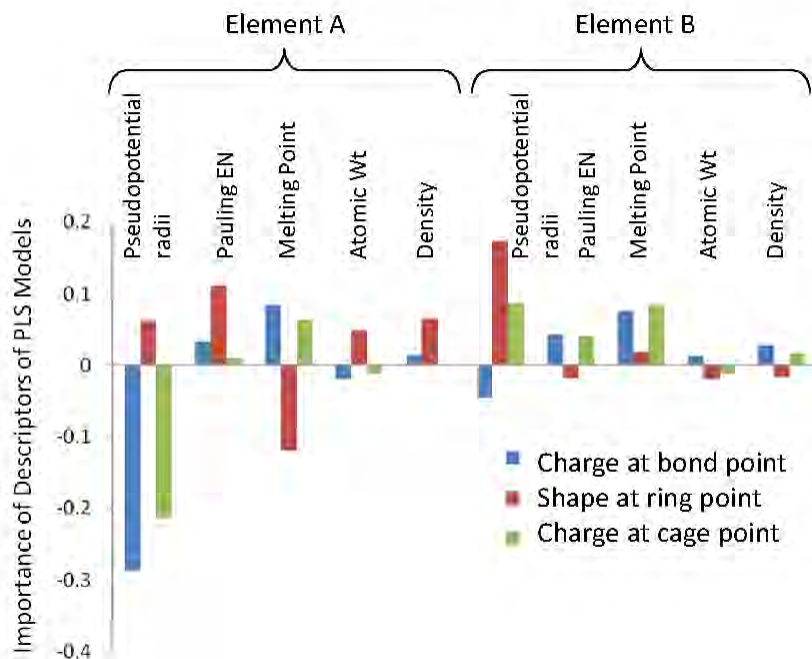 Element A
Element B
Pseudopotential
radii
Pauling EN
Melting Point
Atomic Wt
Density
Pseudopotential
radii
Pauling EN
Melting Point
Atomic Wt
Density
Importance of Descriptors of PLS Models
0.2
0.1
0
-0.1
-0.2
-0.3
-0.4
Charge at bond point
Shape at ring point
Charge at cage point